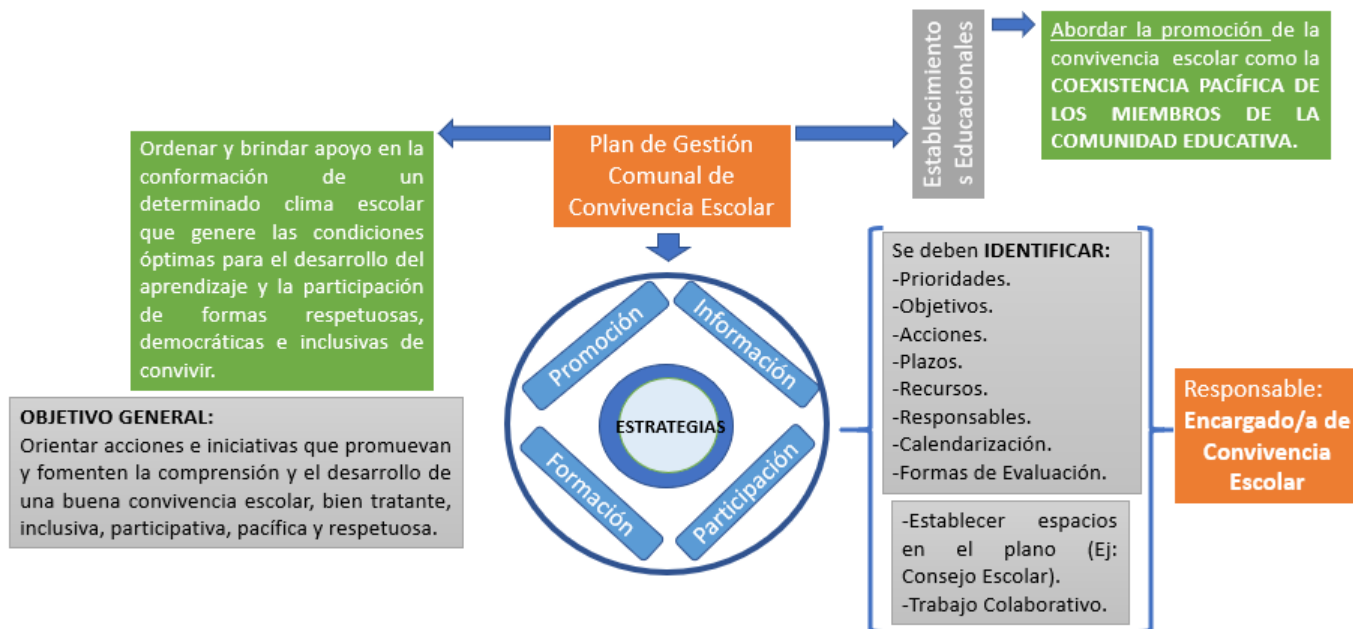 Establecimiento
s Educacionales
Abordar la promoción de la
convivencia escolar como la
COEXISTENCIA PACÍFICA DE
LOS MIEMBROS DE LA
COMUNIDAD EDUCATIVA.
Plan de Gestión
Comunal de
Convivencia Escolar
Ordenar y brindar apoyo en la
conformación de un
determinado clima escolar
que genere las condiciones
óptimas para el desarrollo del
aprendizaje y la participación
de formas respetuosas,
democráticas e inclusivas de
convivir.
OBJETIVO GENERAL:
Orientar acciones e iniciativas que promuevan
y fomenten la comprensión y el desarrollo de
una buena convivencia escolar, bien tratante,
inclusiva, participativa, pacífica y respetuosa.
Promoción
Información
ESTRATEGIAS
Formación
Participación
Se deben IDENTIFICAR:
-Prioridades.
-Objetivos.
-Acciones.
-Plazos.
-Recursos.
-Responsables.
-Calendarización.
-Formas de Evaluación.
-Establecer espacios
en el plano (Ej:
Consejo Escolar).
-Trabajo Colaborativo.
Responsable:
Encargado/a de
Convivencia
Escolar